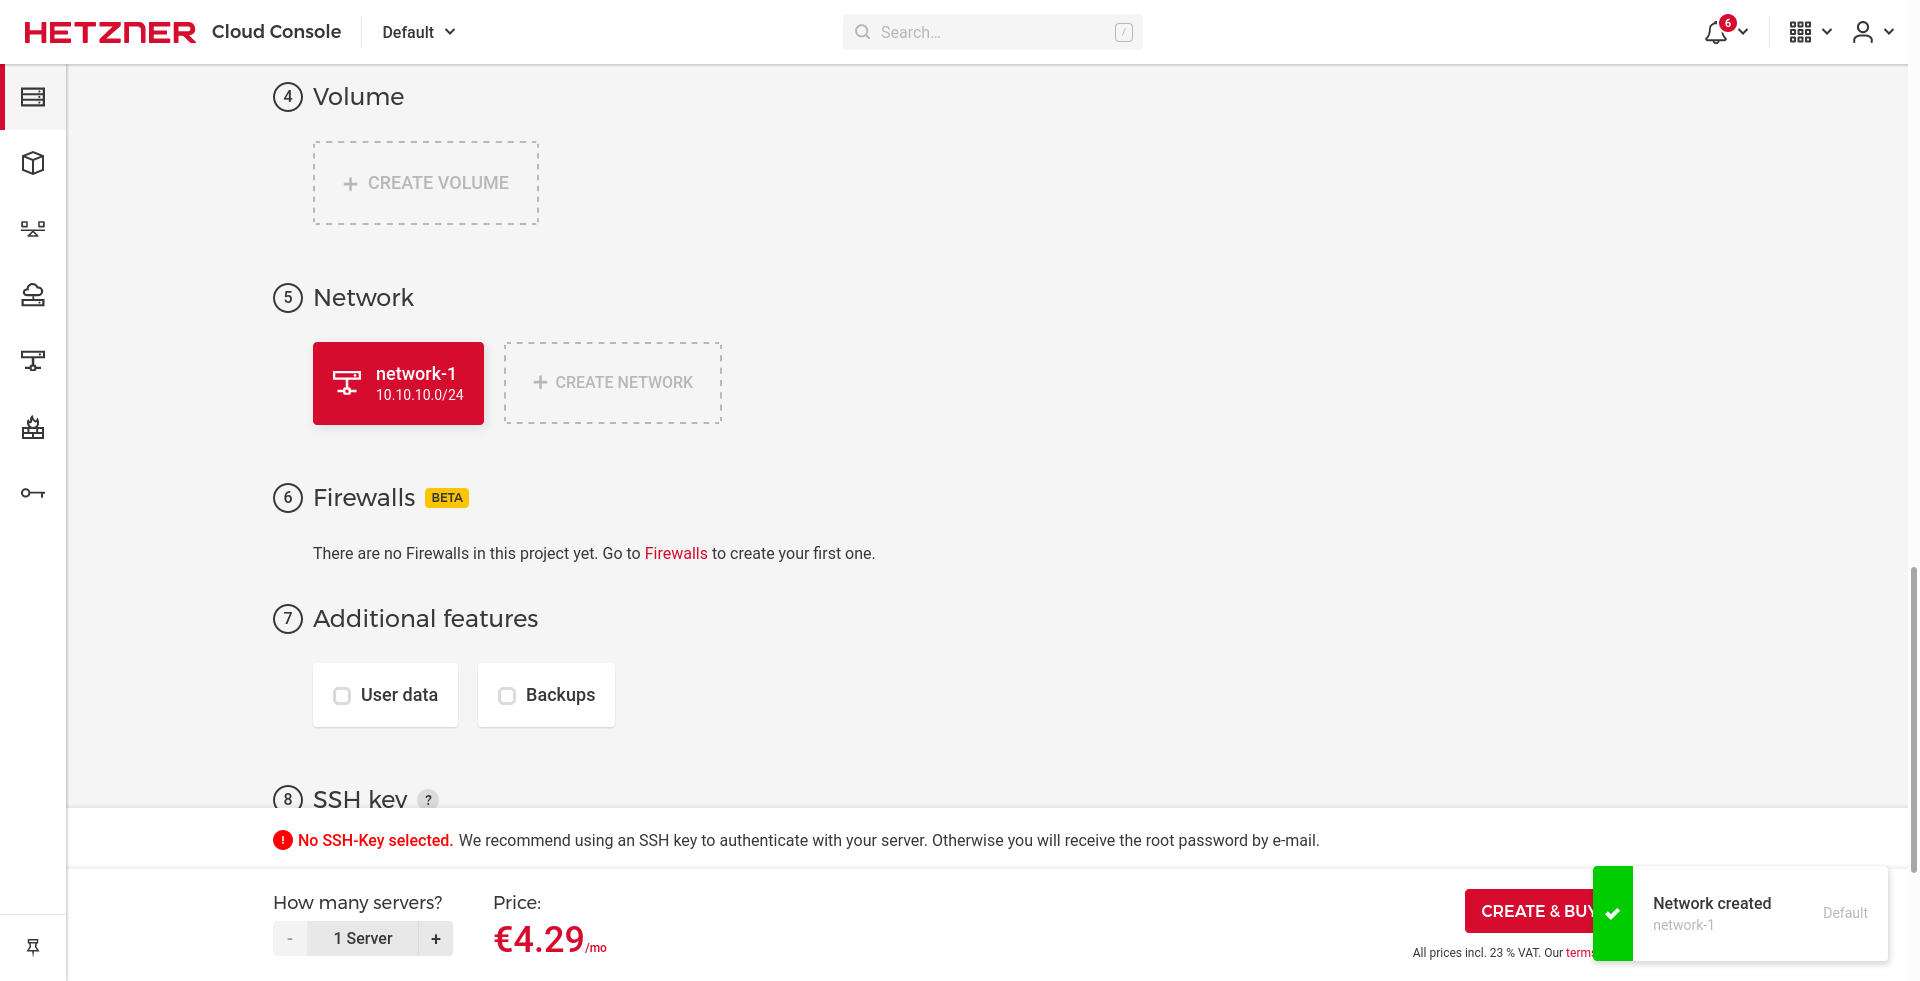 HETZNER Cloud Console
Default
Search...
/
6
4 Volume
+ CREATE VOLUME
5 Network
network-1
10.10.10.0/24
+ CREATE NETWORK
6 Firewalls BETA
There are no Firewalls in this project yet. Go to Firewalls to create your first one.
7 Additional features
User data
Backups
8 SSH key ?
! No SSH-Key selected. We recommend using an SSH key to authenticate with your server. Otherwise you will receive the root password by e-mail.
How many servers?
- 1 Server +
Price:
€4.29/mo
CREATE & BUY
All prices incl. 23 % VAT. Our terms
Network created
network-1
Default